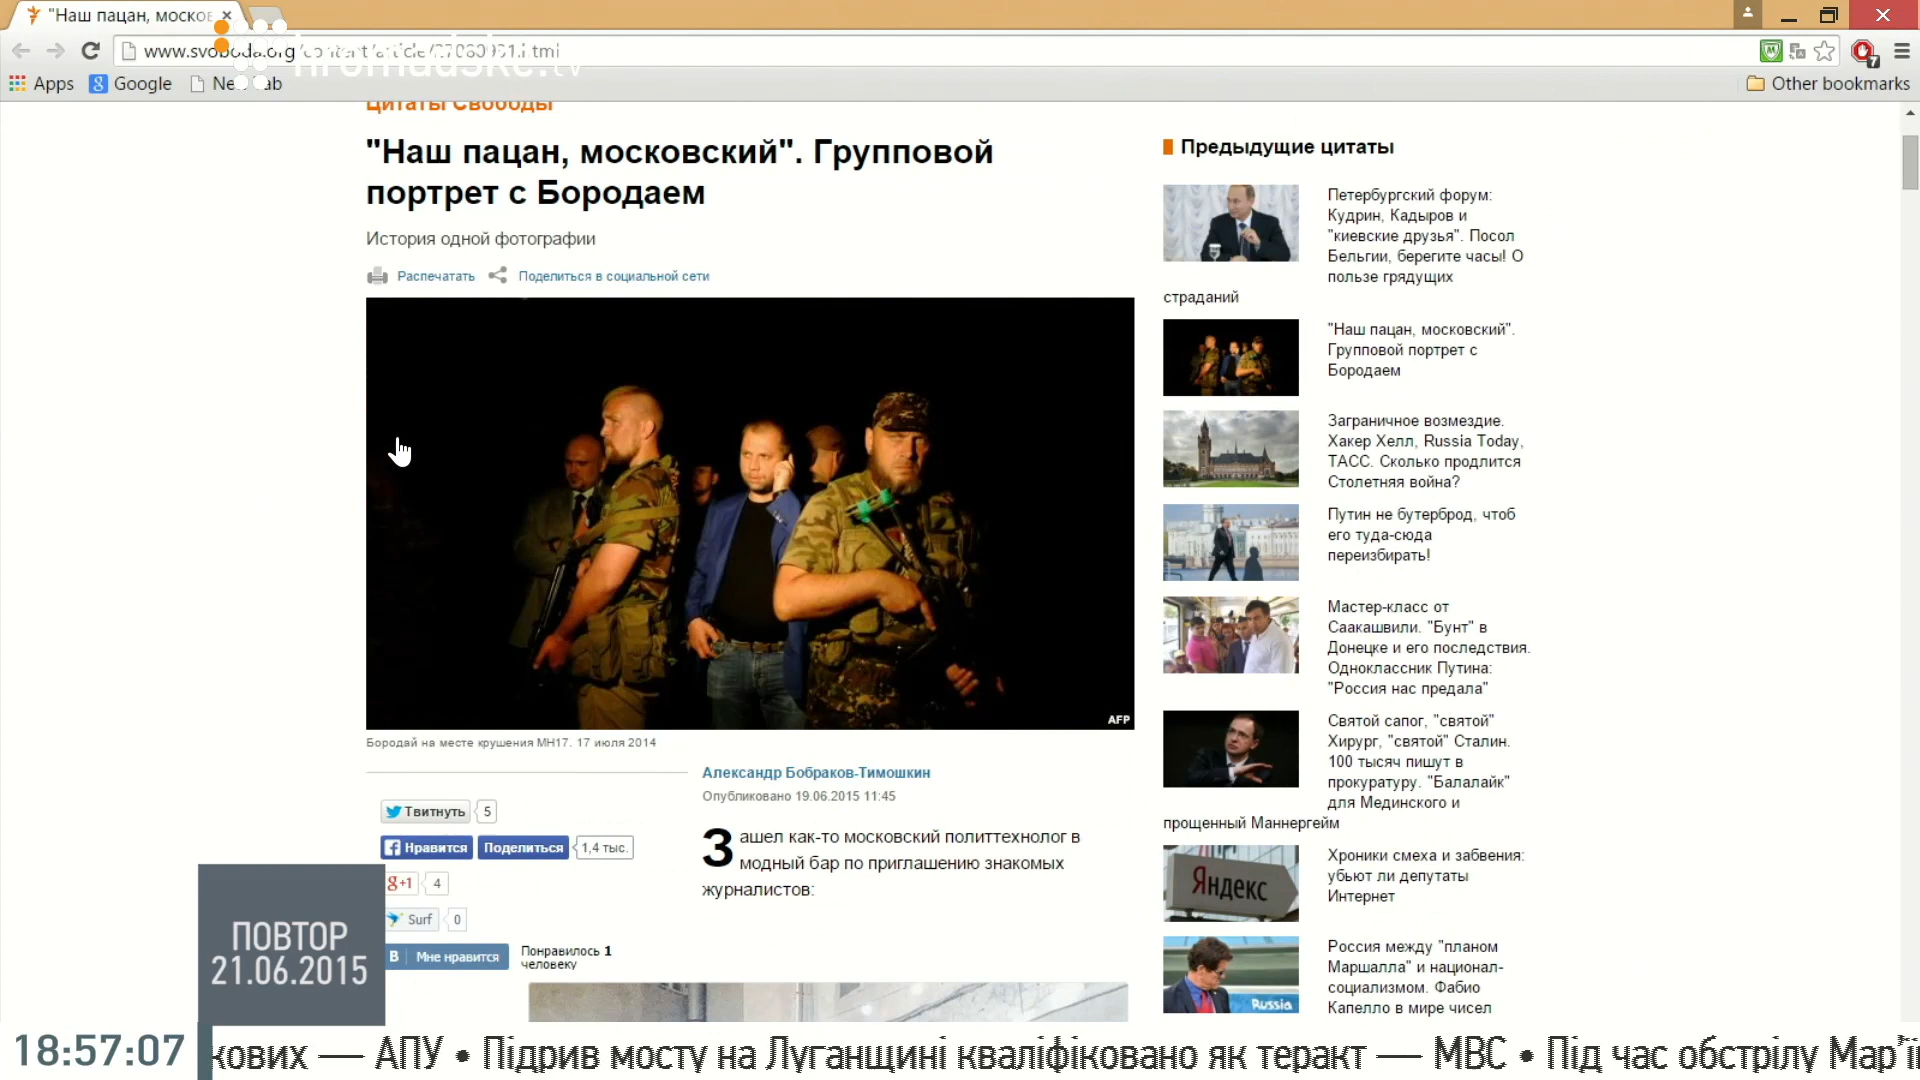 "Наш пацан, москов
www.svoboda.org
hromadske.tv
Apps
Google
Other bookmarks
Цитаты Свободы
"Наш пацан, московский". Групповой
портрет с Бородаем
История одной фотографии
Распечатать
Поделиться в социальной сети
AFP
Бородай на месте крушения МН17. 17 июля 2014
Александр Бобраков-Тимошкин
Опубликовано 19.06.2015 11:45
Твитнуть 5
Нравится Поделиться 1,4 тыс.
g+1 4
Surf 0
В Мне нравится
Понравилось 1
человеку
Зашел как-то московский политтехнолог в
модный бар по приглашению знакомых
журналистов:
Предыдущие цитаты
Петербургский форум:
Кудрин, Кадыров и
"киевские друзья". Посол
Бельгии, берегите часы! О
пользе грядущих
страданий
"Наш пацан, московский".
Групповой портрет с
Бородаем
Заграничное возмездие.
Хакер Хелл, Russia Today,
ТАСС. Сколько продлится
Столетняя война?
Путин не бутерброд, чтоб
его туда-сюда
переизбирать!
Мастер-класс от
Саакашвили. "Бунт" в
Донецке и его последствия.
Одноклассник Путина:
"Россия нас предала"
Святой сапог, "святой"
Хирург, "святой" Сталин.
100 тысяч пишут в
прокуратуру. "Балалайк"
для Мединского и
прощенный Маннергейм
Яндекс
Хроники смеха и забвения:
убьют ли депутаты
Интернет
Russia
Россия между "планом
Маршалла" и национал-
социализмом. Фабио
Капелло в мире чисел
ПОВТОР
21.06.2015
18:57:07
кових — АПУ • Підрив мосту на Луганщині кваліфіковано як теракт — МВС • Під час обстрілу Мар'ї